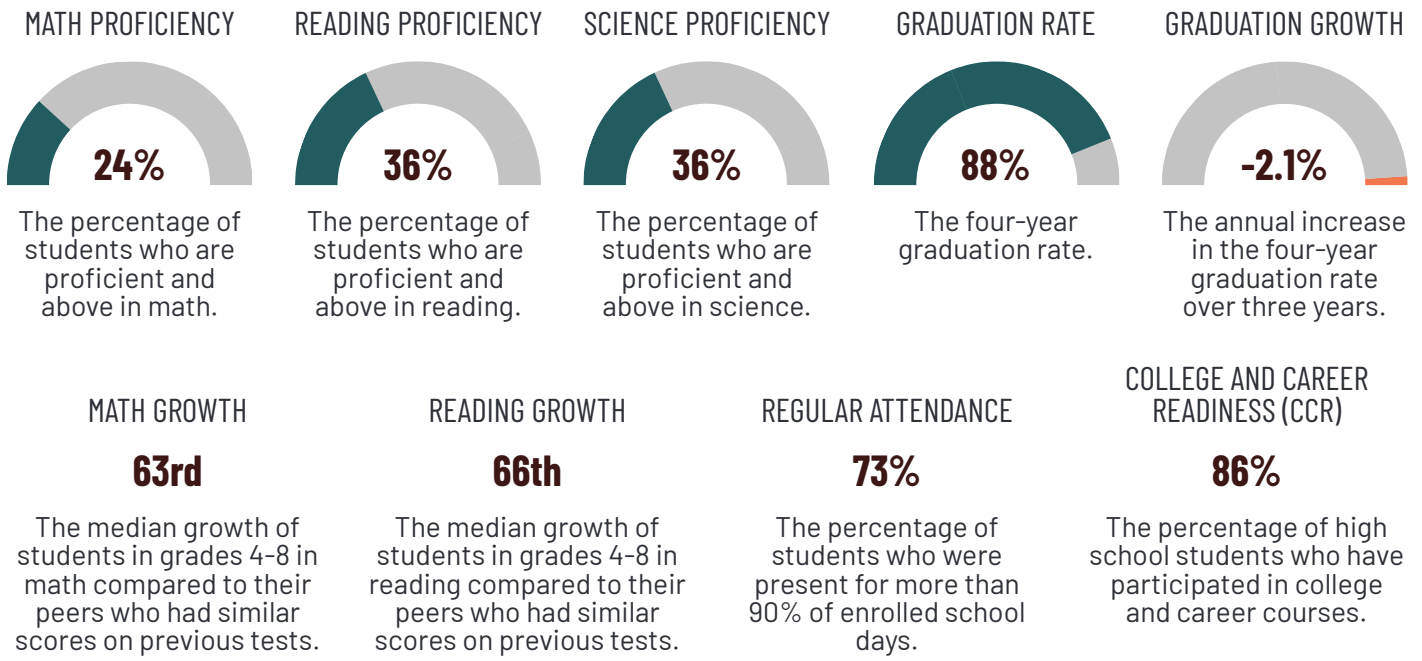 MATH PROFICIENCY
24%
The percentage of
students who are
proficient and
above in math.
READING PROFICIENCY
36%
The percentage of
students who are
proficient and
above in reading.
SCIENCE PROFICIENCY
36%
The percentage of
students who are
proficient and
above in science.
GRADUATION RATE
88%
The four-year
graduation rate.
GRADUATION GROWTH
-2.1%
The annual increase
in the four-year
graduation rate
over three years.
MATH GROWTH
63rd
The median growth of
students in grades 4-8 in
math compared to their
peers who had similar
scores on previous tests.
READING GROWTH
66th
The median growth of
students in grades 4-8 in
reading compared to their
peers who had similar
scores on previous tests.
REGULAR ATTENDANCE
73%
The percentage of
students who were
present for more than
90% of enrolled school
days.
COLLEGE AND CAREER
READINESS (CCR)
86%
The percentage of high
school students who have
participated in college
and career courses.